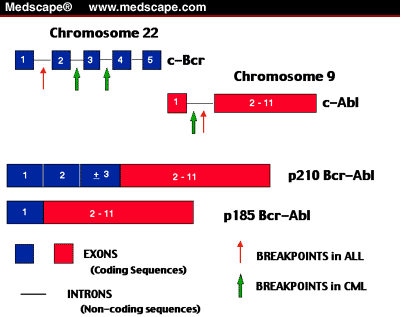 Medscape® www.medscape.com
Chromosome 22
1 2 3 4 5 c-Bcr
Chromosome 9
1 2 - 11 c-Abl
1 2 ± 3 2 - 11 p210 Bcr-Abl
1 2 - 11 p185 Bcr-Abl
EXONS
(Coding Sequences)
BREAKPOINTS in ALL
INTRONS
(Non-coding sequences)
BREAKPOINTS in CML